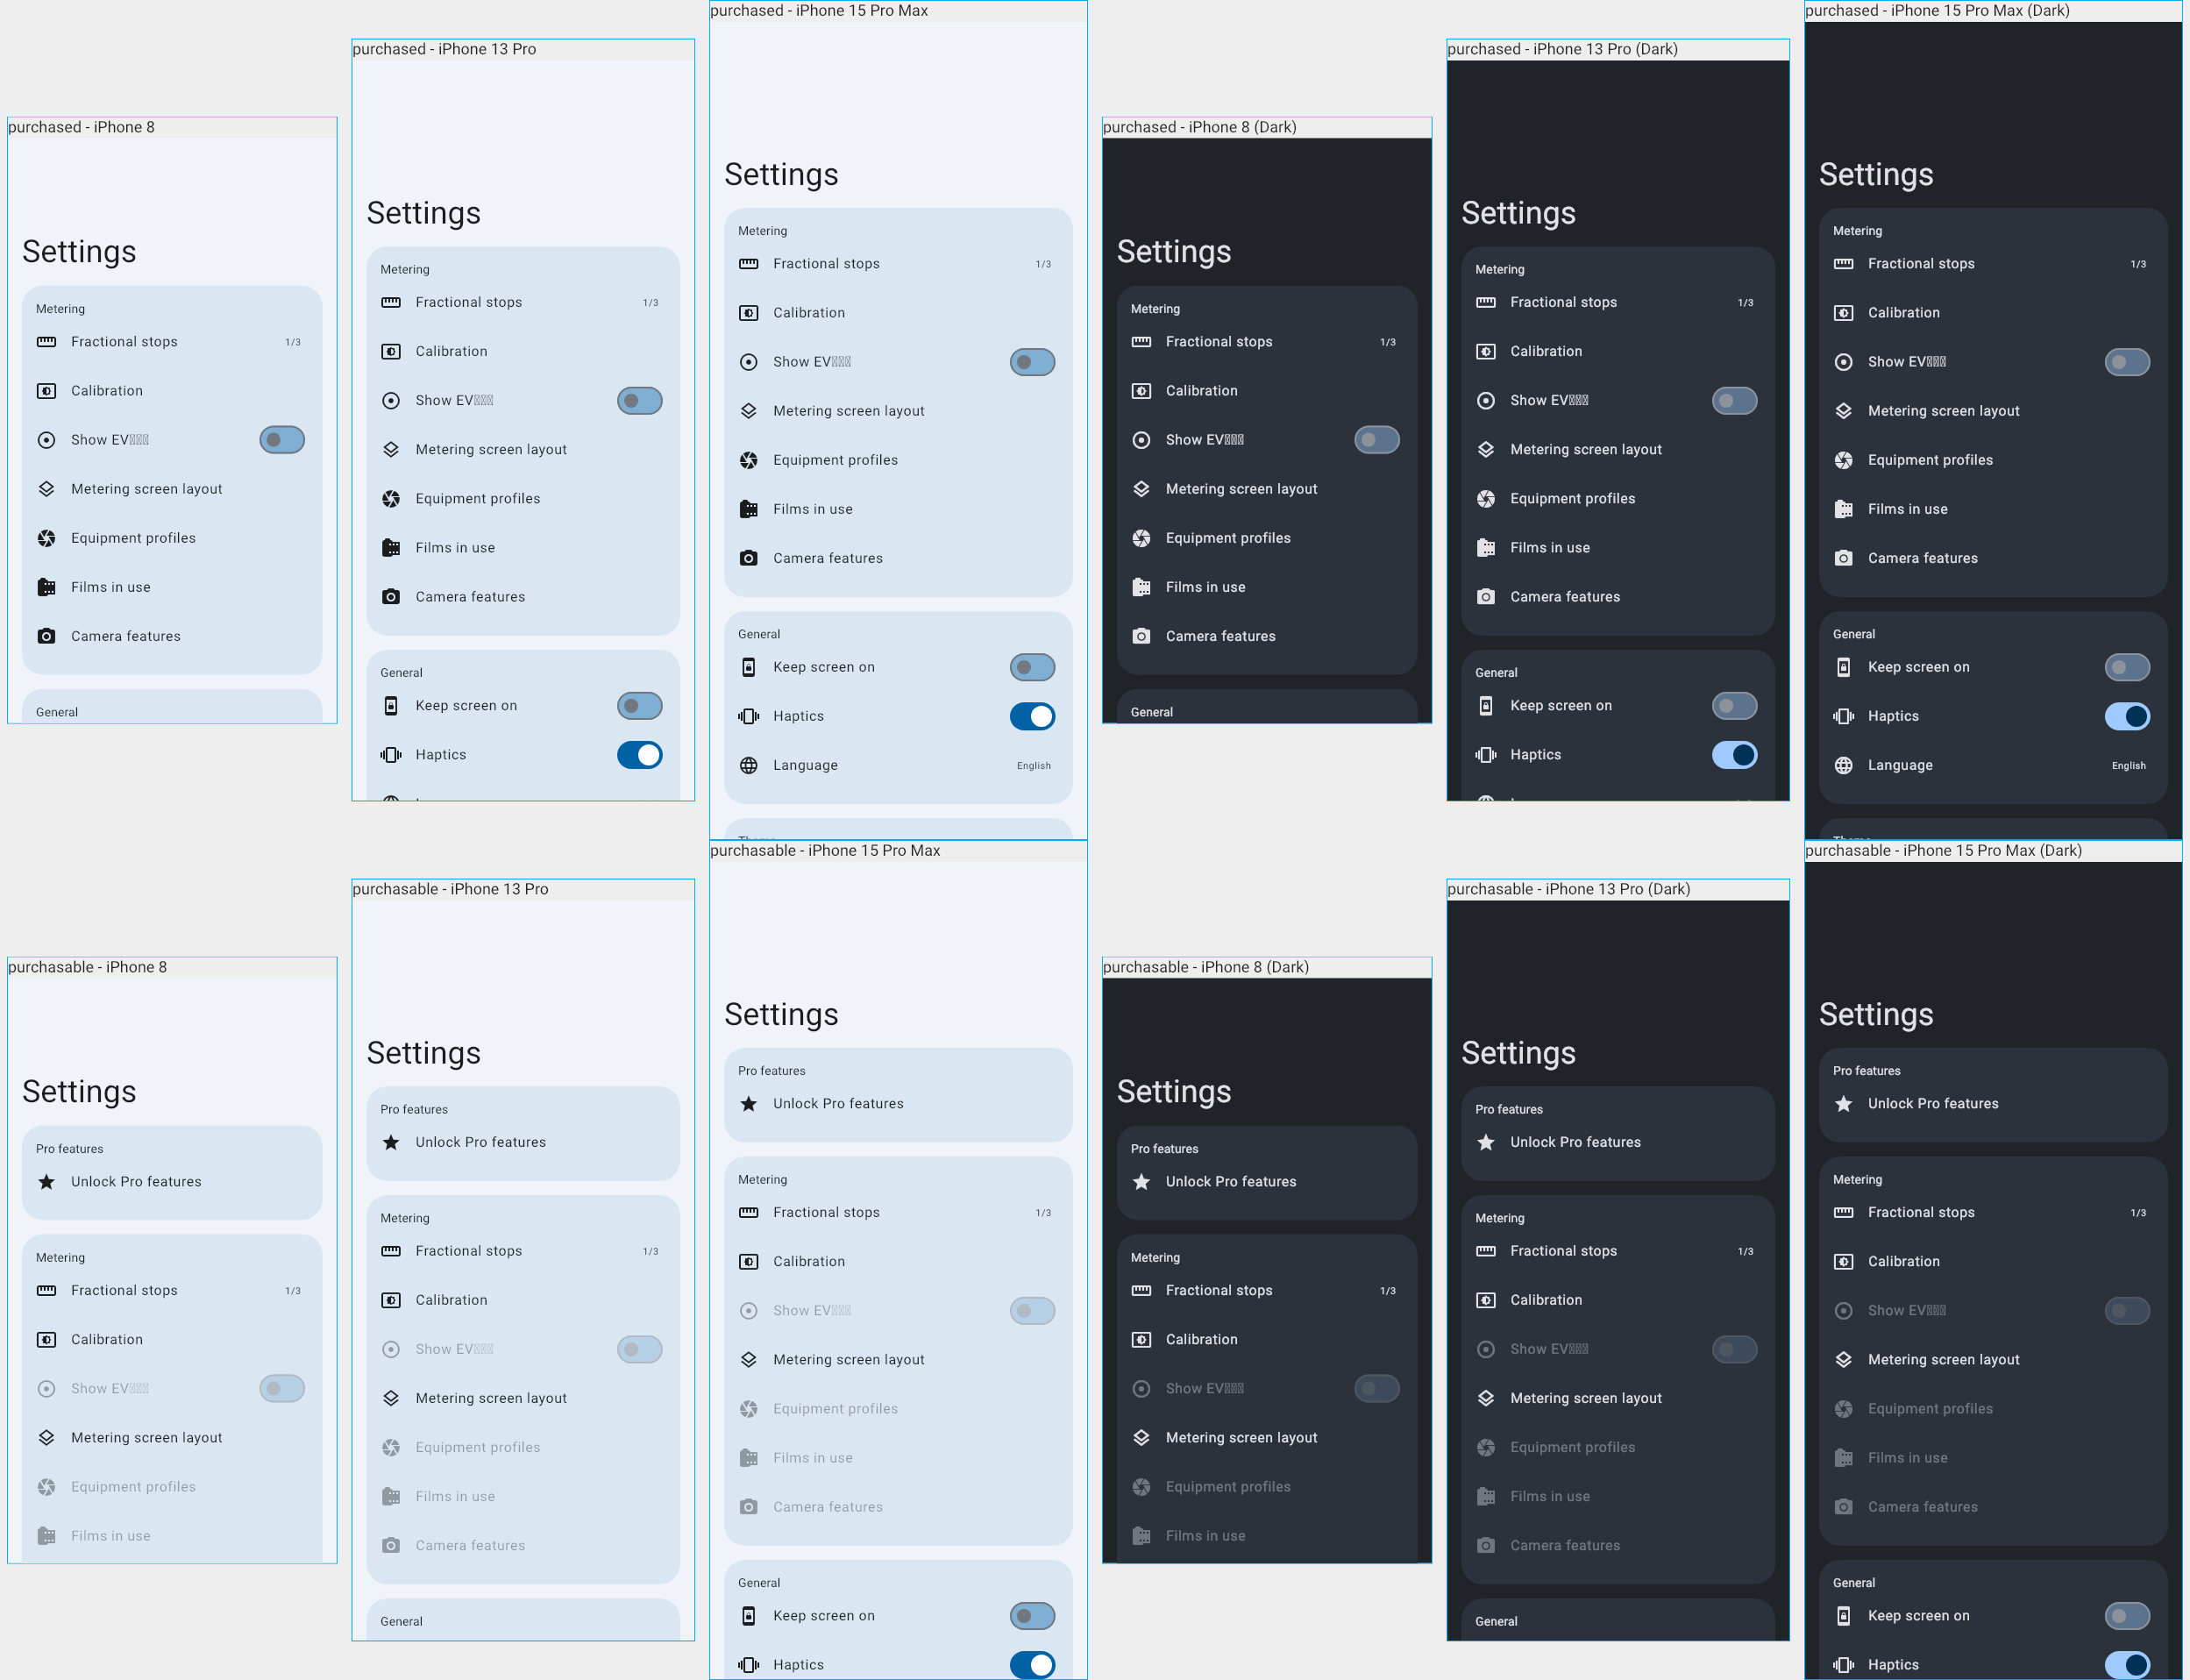 purchased - iPhone 8
Settings
Metering
Fractional stops 1/3
Calibration
Show EV
Metering screen layout
Equipment profiles
Films in use
Camera features
General
purchased - iPhone 13 Pro
Settings
Metering
Fractional stops 1/3
Calibration
Show EV
Metering screen layout
Equipment profiles
Films in use
Camera features
General
Keep screen on
Haptics
purchased - iPhone 15 Pro Max
Settings
Metering
Fractional stops 1/3
Calibration
Show EV
Metering screen layout
Equipment profiles
Films in use
Camera features
General
Keep screen on
Haptics
Language English
purchased - iPhone 8 (Dark)
Settings
Metering
Fractional stops 1/3
Calibration
Show EV
Metering screen layout
Equipment profiles
Films in use
Camera features
General
purchased - iPhone 13 Pro (Dark)
Settings
Metering
Fractional stops 1/3
Calibration
Show EV
Metering screen layout
Equipment profiles
Films in use
Camera features
General
Keep screen on
Haptics
purchased - iPhone 15 Pro Max (Dark)
Settings
Metering
Fractional stops 1/3
Calibration
Show EV
Metering screen layout
Equipment profiles
Films in use
Camera features
General
Keep screen on
Haptics
Language English
purchasable - iPhone 8
Settings
Pro features
Unlock Pro features
Metering
Fractional stops 1/3
Calibration
Show EV
Metering screen layout
Equipment profiles
Films in use
purchasable - iPhone 13 Pro
Settings
Pro features
Unlock Pro features
Metering
Fractional stops 1/3
Calibration
Show EV
Metering screen layout
Equipment profiles
Films in use
Camera features
General
purchasable - iPhone 15 Pro Max
Settings
Pro features
Unlock Pro features
Metering
Fractional stops 1/3
Calibration
Show EV
Metering screen layout
Equipment profiles
Films in use
Camera features
General
Keep screen on
Haptics
purchasable - iPhone 8 (Dark)
Settings
Pro features
Unlock Pro features
Metering
Fractional stops 1/3
Calibration
Show EV
Metering screen layout
Equipment profiles
Films in use
purchasable - iPhone 13 Pro (Dark)
Settings
Pro features
Unlock Pro features
Metering
Fractional stops 1/3
Calibration
Show EV
Metering screen layout
Equipment profiles
Films in use
Camera features
General
purchasable - iPhone 15 Pro Max (Dark)
Settings
Pro features
Unlock Pro features
Metering
Fractional stops 1/3
Calibration
Show EV
Metering screen layout
Equipment profiles
Films in use
Camera features
General
Keep screen on
Haptics